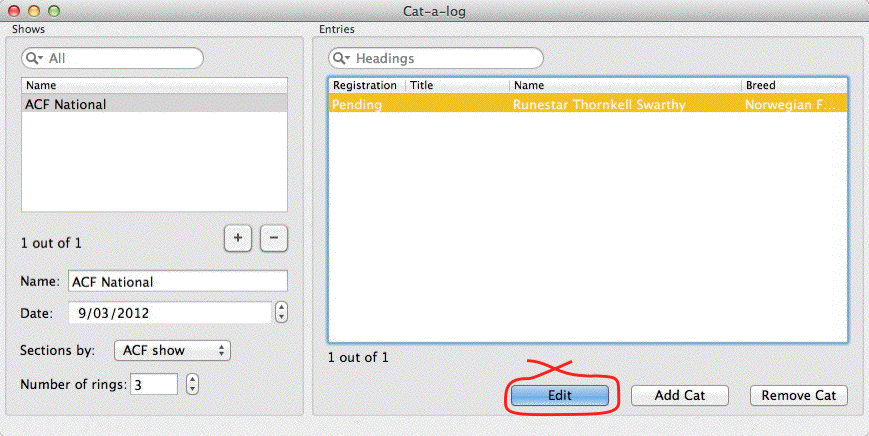 Cat-a-log
Shows
All
Name
ACF National
1 out of 1
+ −
Name: ACF National
Date: 9/03/2012
Sections by: ACF show
Number of rings: 3
Entries
Headings
Registration Title Name Breed
Pending Runestar Thornkell Swarthy Norwegian F...
1 out of 1
Edit Add Cat Remove Cat